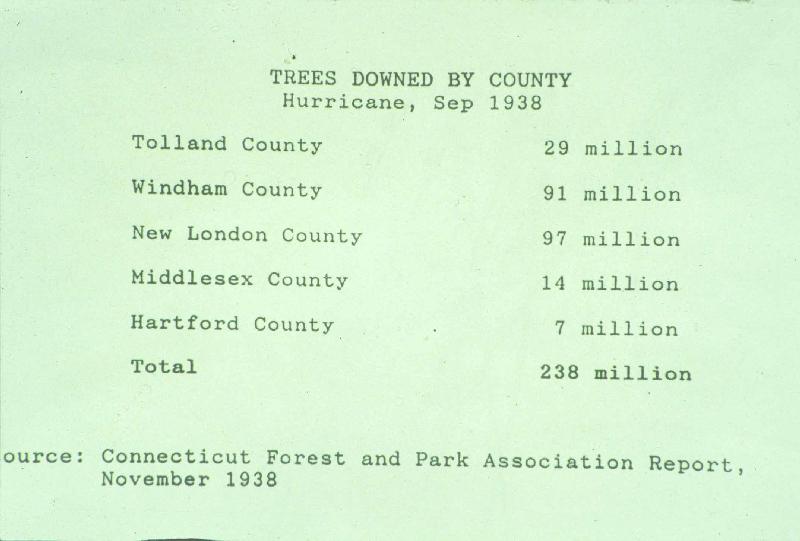 TREES DOWNED BY COUNTY
Hurricane, Sep 1938
Tolland County 29 million
Windham County 91 million
New London County 97 million
Middlesex County 14 million
Hartford County 7 million
Total 238 million
ource: Connecticut Forest and Park Association Report,
November 1938